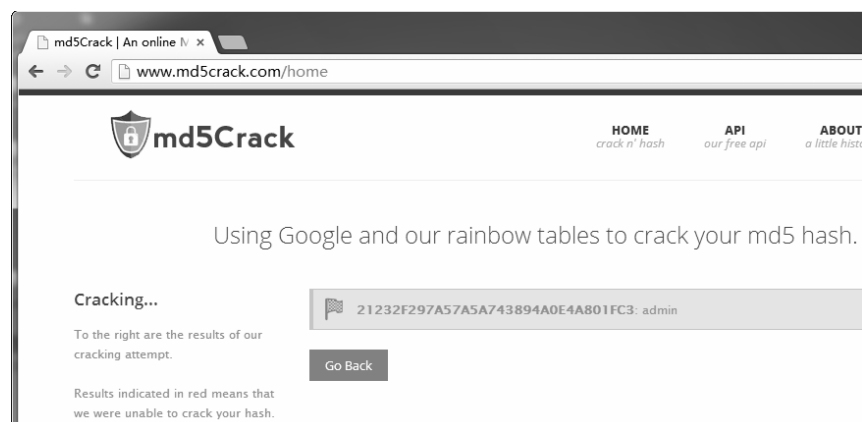 md5Crack | An online M
www.md5crack.com/home
md5Crack
HOME
crack n' hash
API
our free api
ABOUT
a little histo
Using Google and our rainbow tables to crack your md5 hash.
Cracking...
To the right are the results of our
cracking attempt.
Results indicated in red means that
we were unable to crack your hash.
21232F297A57A5A743894A0E4A801FC3: admin
Go Back